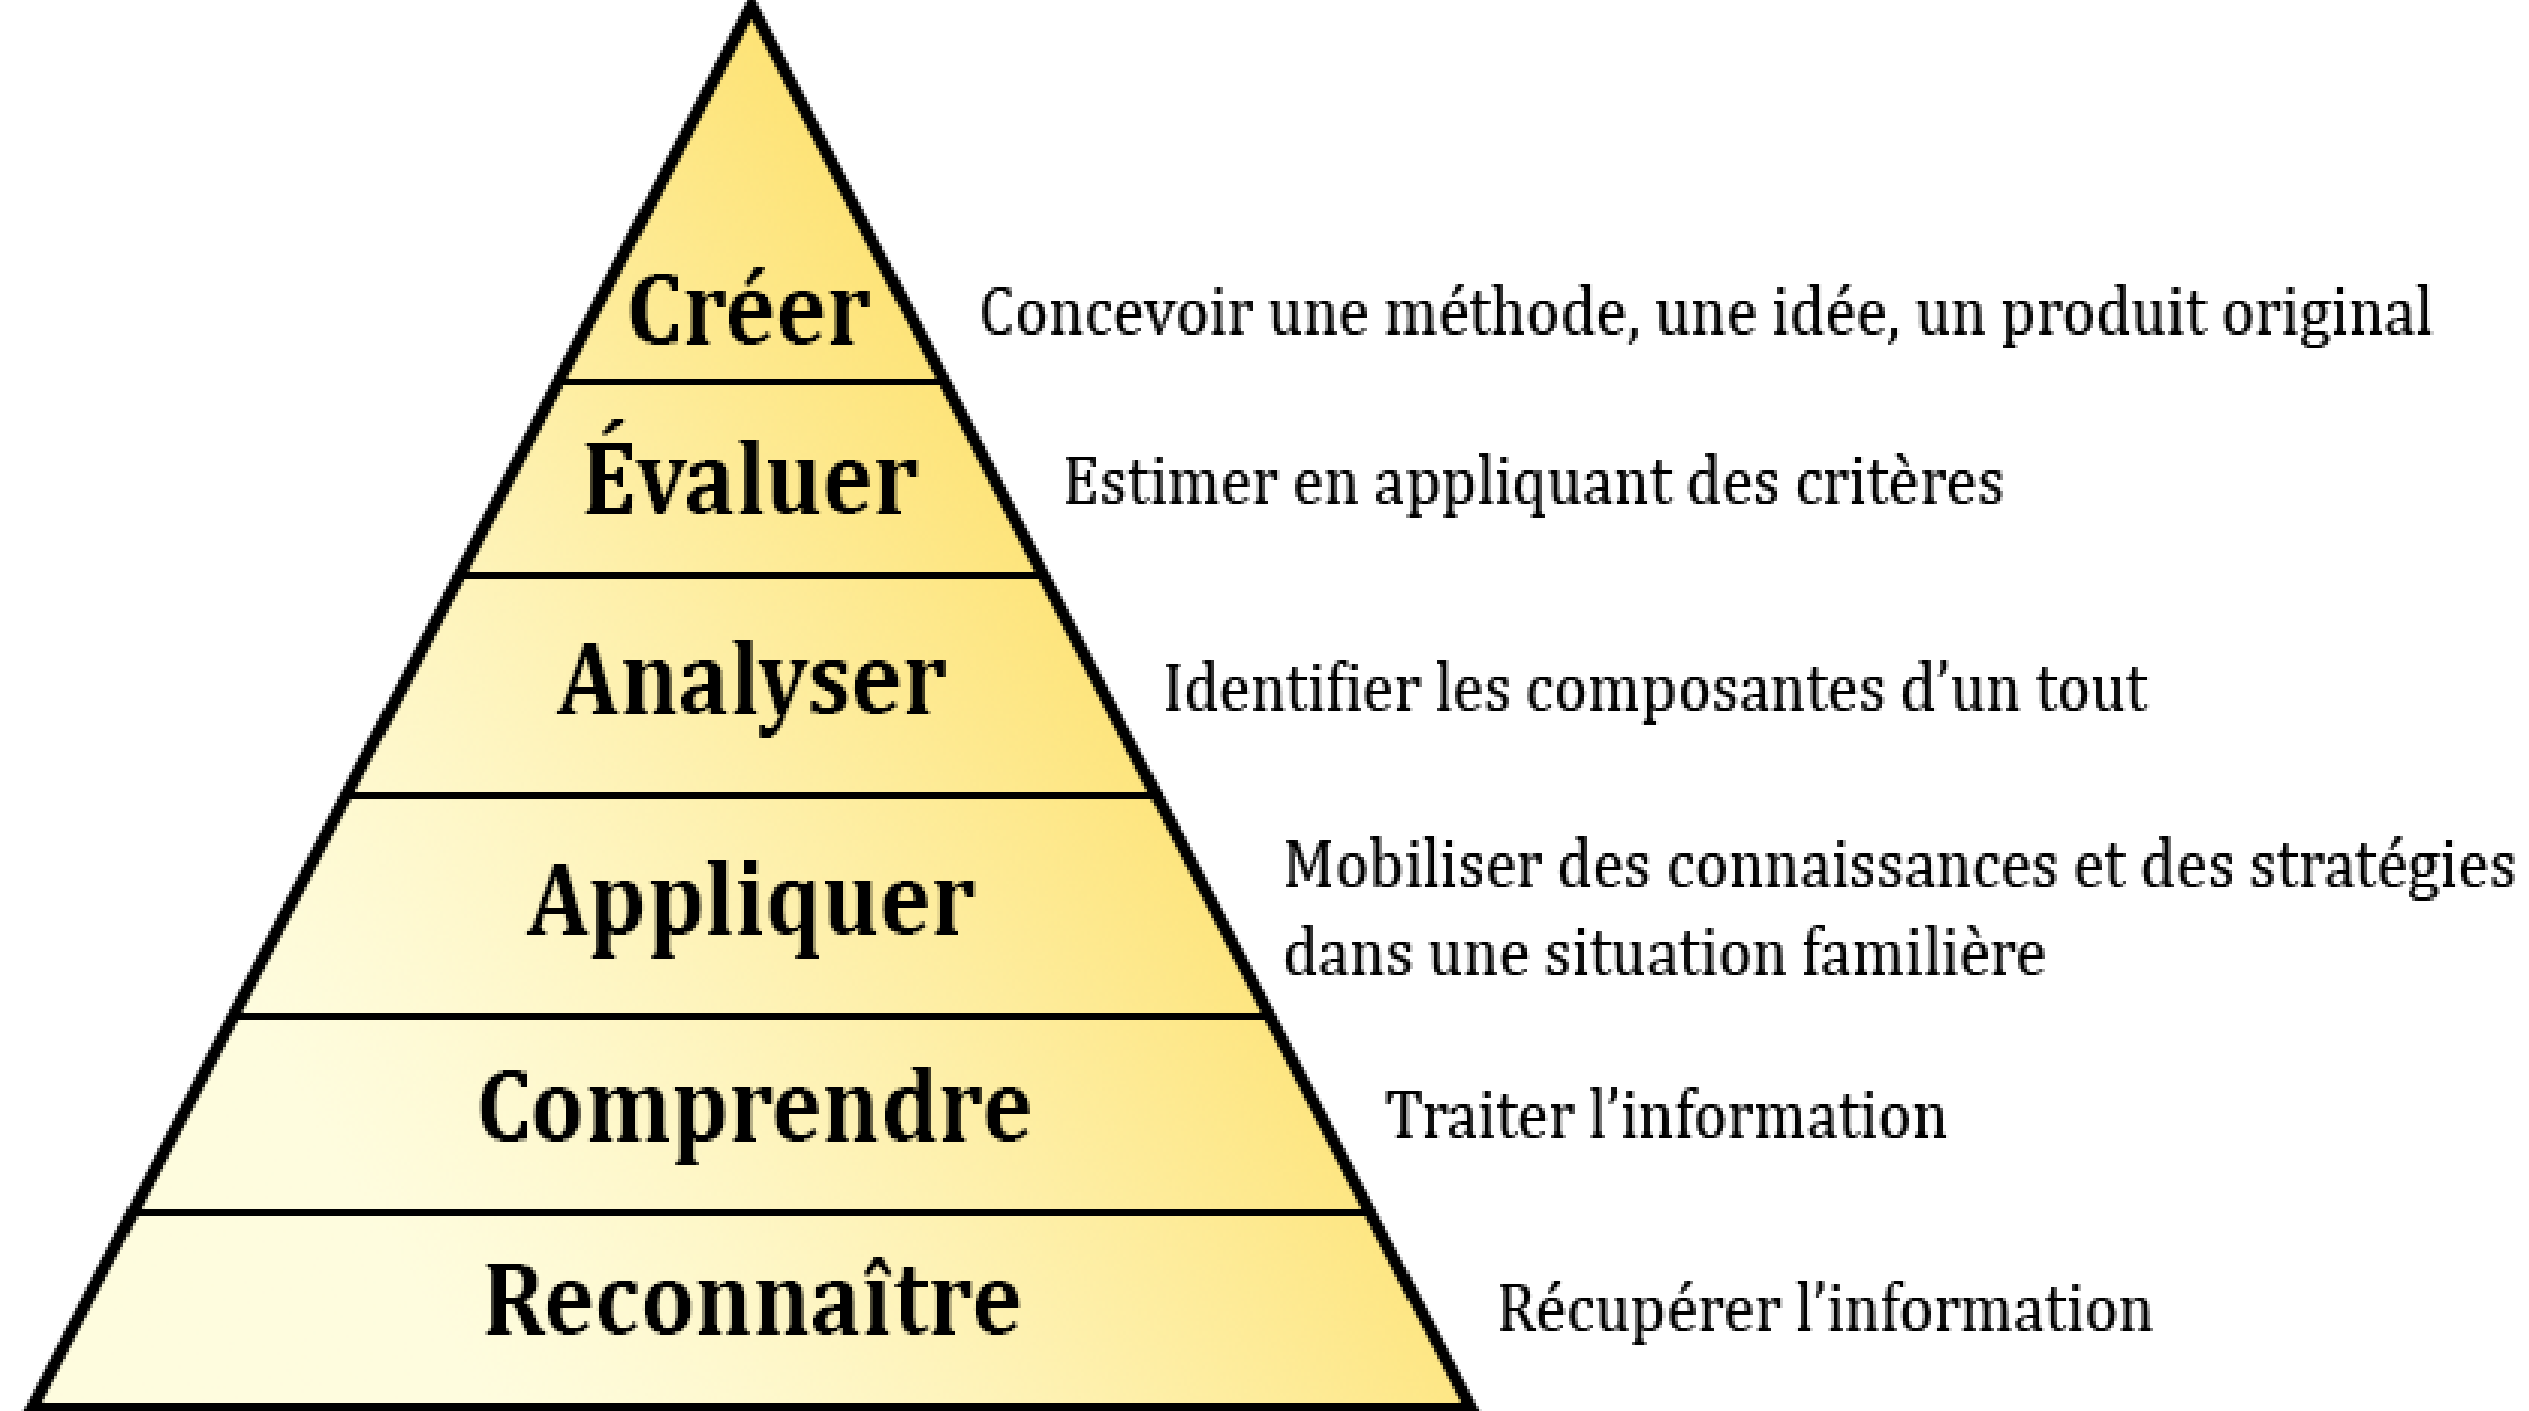 Créer
Concevoir une méthode, une idée, un produit original
Évaluer
Estimer en appliquant des critères
Analyser
Identifier les composantes d’un tout
Appliquer
Mobiliser des connaissances et des stratégies
dans une situation familière
Comprendre
Traiter l’information
Reconnaître
Récupérer l’information